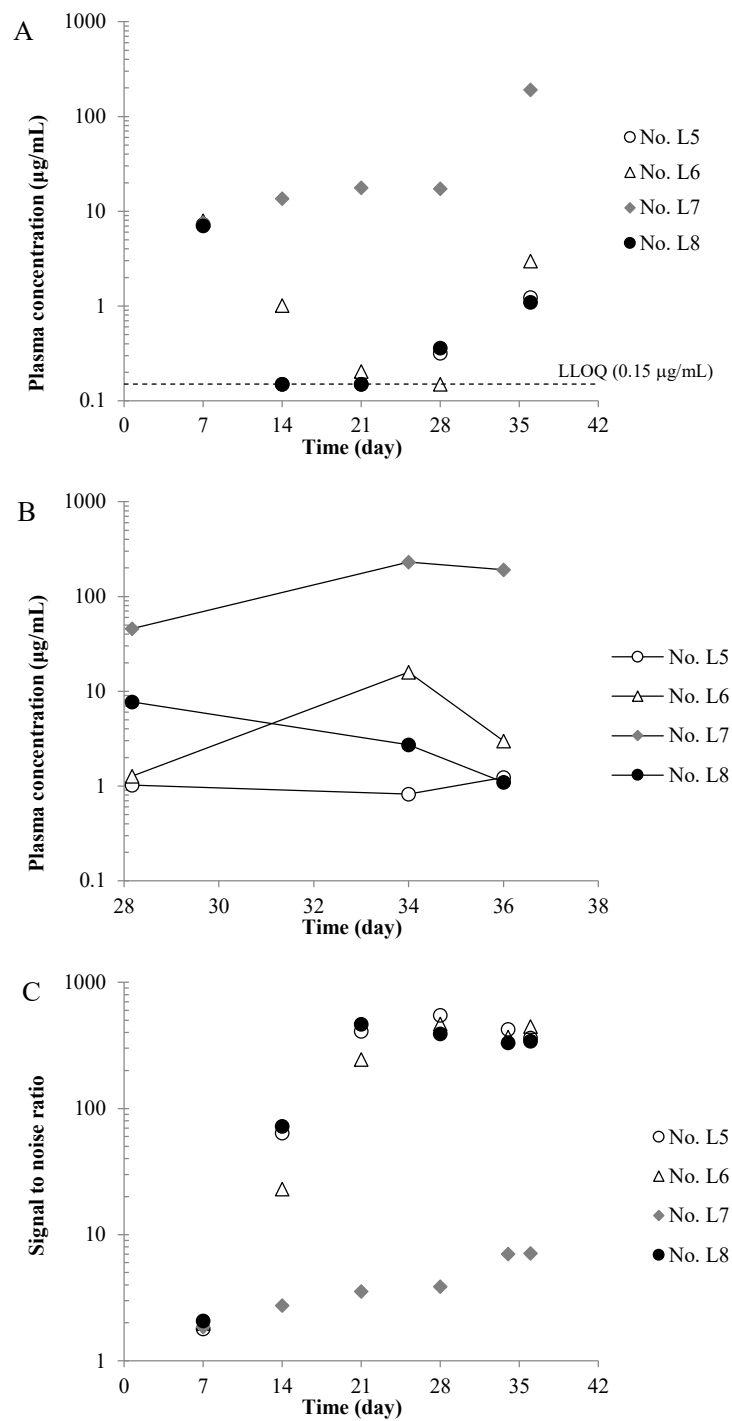 A
1000
100
10
1
0.1
Plasma concentration (µg/mL)
No. L5
No. L6
No. L7
No. L8
LLOQ (0.15 µg/mL)
0 7 14 21 28 35 42
Time (day)
B
1000
100
10
1
0.1
Plasma concentration (µg/mL)
No. L5
No. L6
No. L7
No. L8
28 30 32 34 36 38
Time (day)
C
1000
100
10
1
Signal to noise ratio
No. L5
No. L6
No. L7
No. L8
0 7 14 21 28 35 42
Time (day)